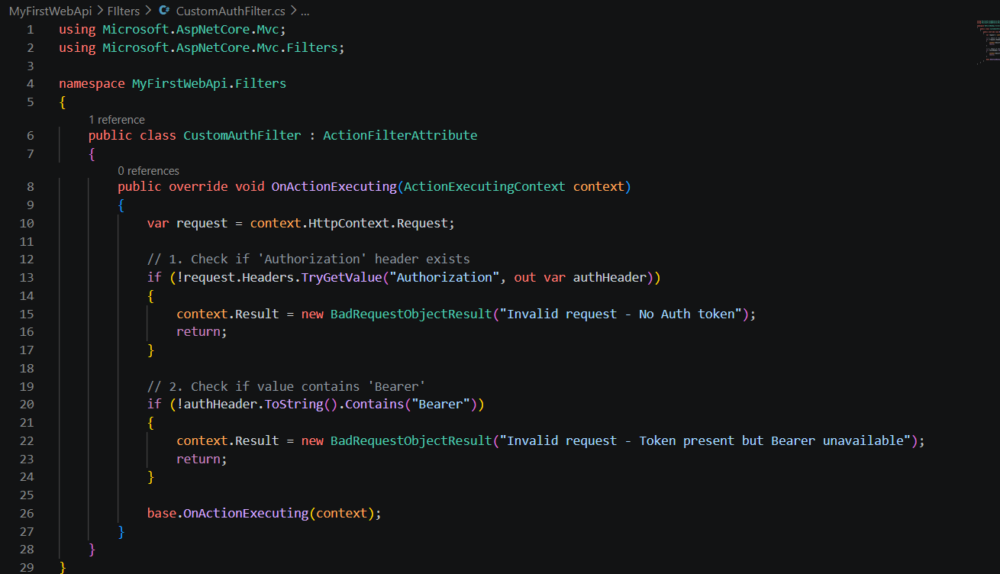 MyFirstWebApi > FIlters > C# CustomAuthFilter.cs > ...
1 using Microsoft.AspNetCore.Mvc;
2 using Microsoft.AspNetCore.Mvc.Filters;
3
4 namespace MyFirstWebApi.Filters
5 {
1 reference
6 public class CustomAuthFilter : ActionFilterAttribute
7 {
0 references
8 public override void OnActionExecuting(ActionExecutingContext context)
9 {
10 var request = context.HttpContext.Request;
11
12 // 1. Check if 'Authorization' header exists
13 if (!request.Headers.TryGetValue("Authorization", out var authHeader))
14 {
15 context.Result = new BadRequestObjectResult("Invalid request - No Auth token");
16 return;
17 }
18
19 // 2. Check if value contains 'Bearer'
20 if (!authHeader.ToString().Contains("Bearer"))
21 {
22 context.Result = new BadRequestObjectResult("Invalid request - Token present but Bearer unavailable");
23 return;
24 }
25
26 base.OnActionExecuting(context);
27 }
28 }
29 }